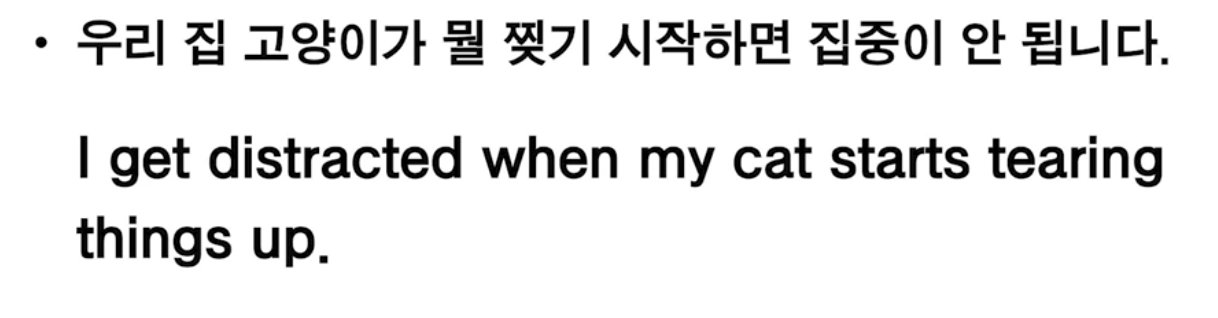 • 우리 집 고양이가 뭘 찢기 시작하면 집중이 안 됩니다.
I get distracted when my cat starts tearing
things up.